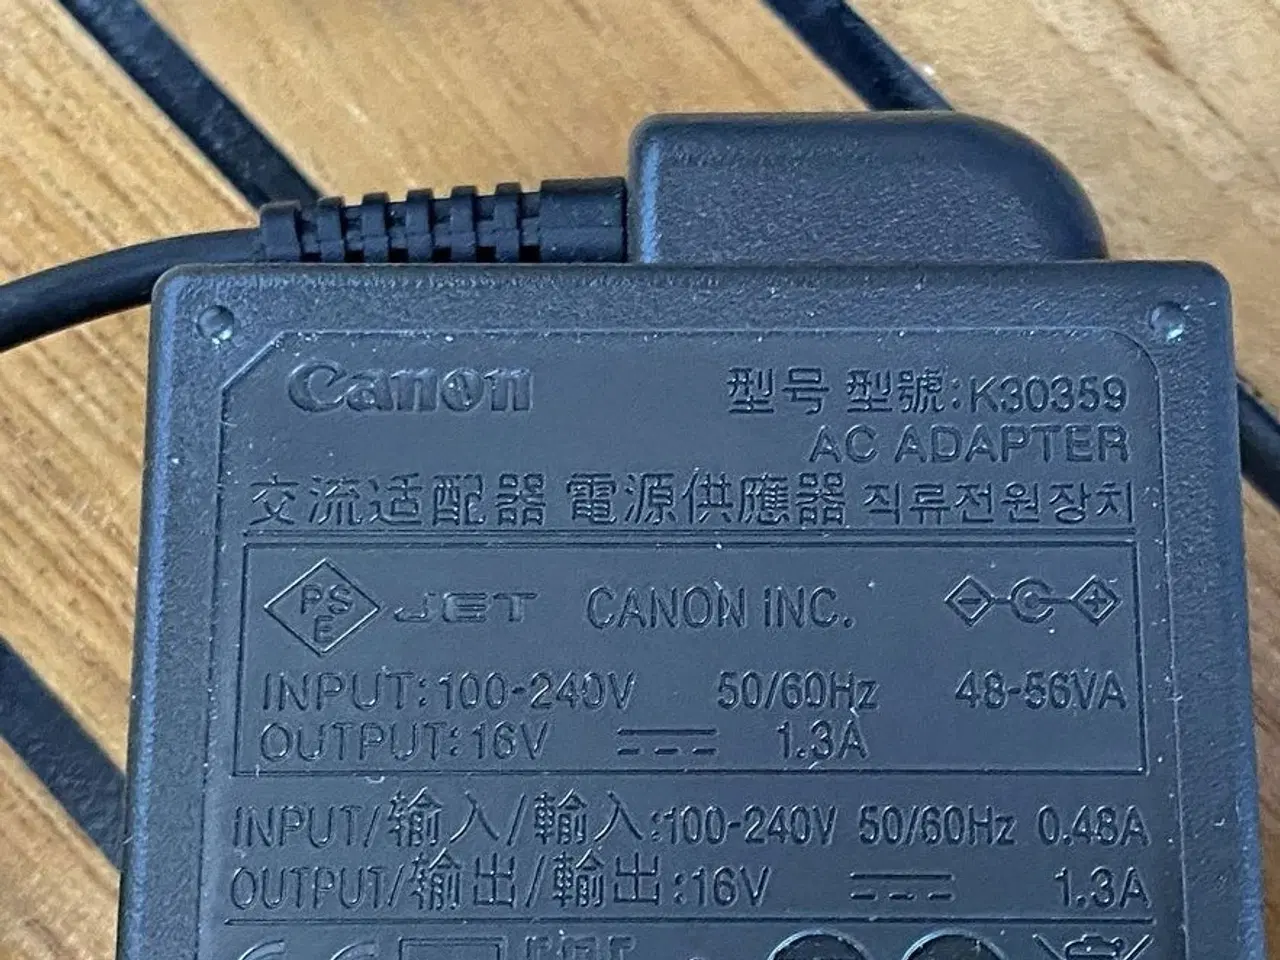 Canon 型号 型號:K30359
AC ADAPTER
交流适配器 電源供應器 직류전원장치
PS E JET CANON INC.
INPUT:100-240V 50/60Hz 48-56VA
OUTPUT:16V 1.3A
INPUT/输入/輸入:100-240V 50/60Hz 0.48A
OUTPUT/输出/輸出:16V 1.3A